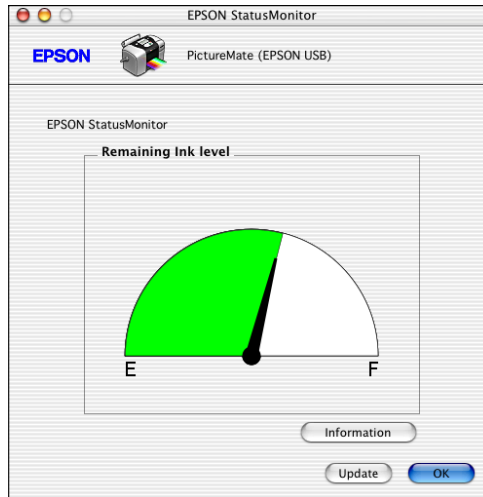 EPSON StatusMonitor
EPSON PictureMate (EPSON USB)
EPSON StatusMonitor
Remaining Ink level
E F
Information
Update OK